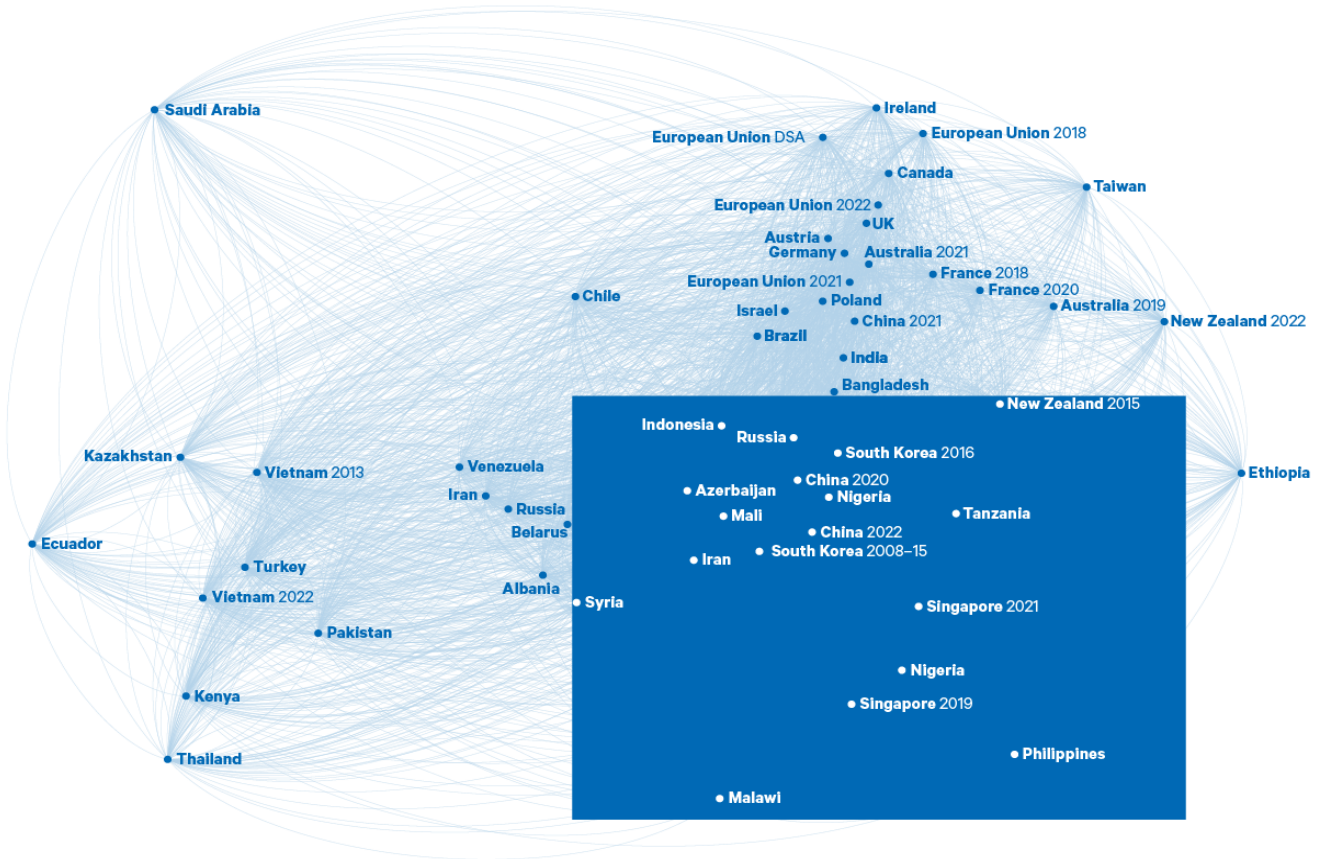 Saudi Arabia
Ireland
European Union DSA
European Union 2018
Canada
Taiwan
European Union 2022
UK
Austria
Germany
Australia 2021
France 2018
European Union 2021
France 2020
Chile
Poland
Australia 2019
Israel
China 2021
New Zealand 2022
Brazil
India
Bangladesh
New Zealand 2015
Indonesia
Russia
South Korea 2016
Kazakhstan
Vietnam 2013
Venezuela
Ethiopia
China 2020
Azerbaijan
Iran
Nigeria
Russia
Mali
Tanzania
Belarus
China 2022
Ecuador
South Korea 2008–15
Iran
Turkey
Albania
Vietnam 2022
Syria
Singapore 2021
Pakistan
Nigeria
Kenya
Singapore 2019
Philippines
Thailand
Malawi